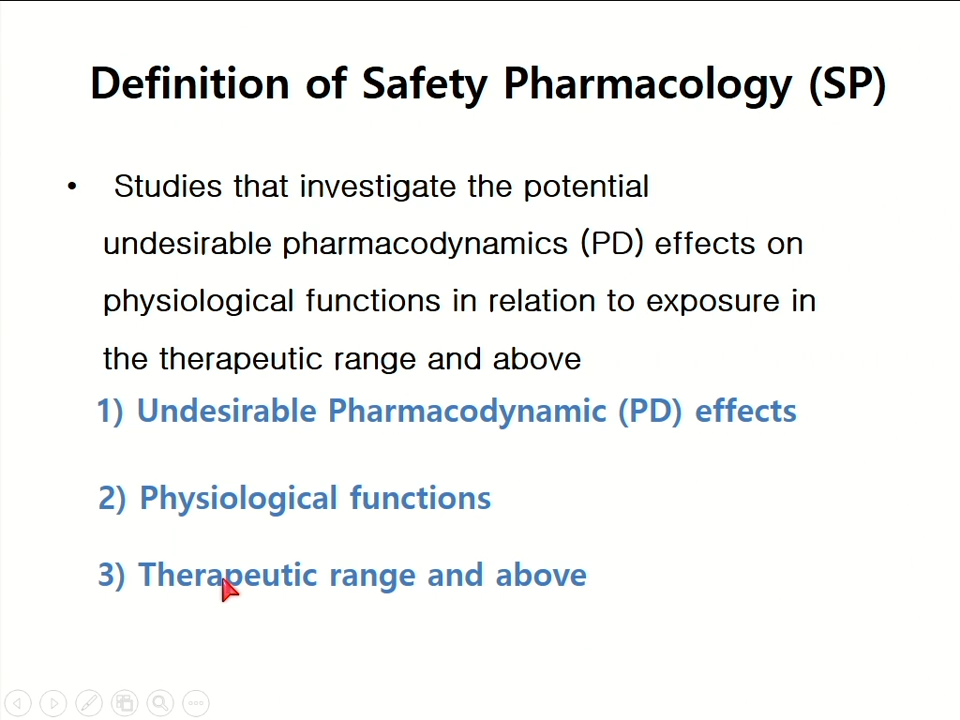 Definition of Safety Pharmacology (SP)
• Studies that investigate the potential
undesirable pharmacodynamics (PD) effects on
physiological functions in relation to exposure in
the therapeutic range and above
1) Undesirable Pharmacodynamic (PD) effects
2) Physiological functions
3) Therapeutic range and above